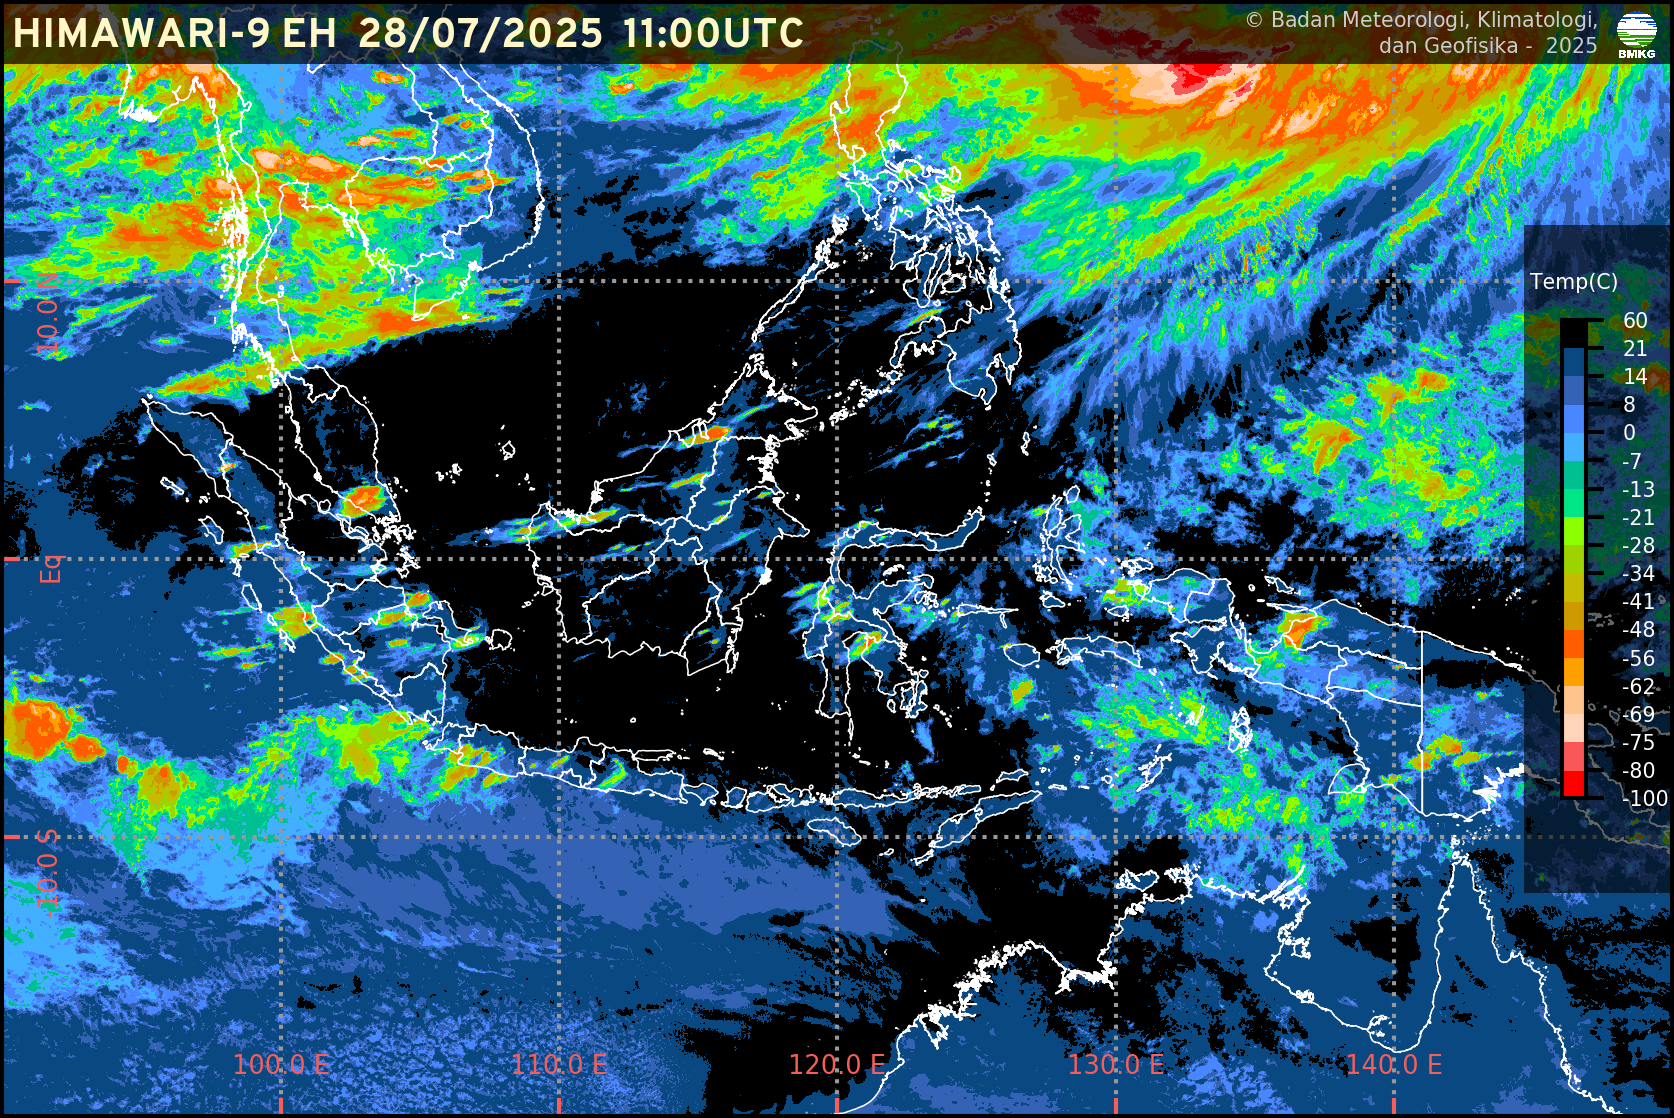 HIMAWARI-9 EH 28/07/2025 11:00UTC
© Badan Meteorologi, Klimatologi,
dan Geofisika - 2025
BMKG
Temp(C)
60
21
14
8
0
-7
-13
-21
-28
-34
-41
-48
-56
-62
-69
-75
-80
-100
10.0 N
Eq
-10.0 S
100.0 E
110.0 E
120.0 E
130.0 E
140.0 E